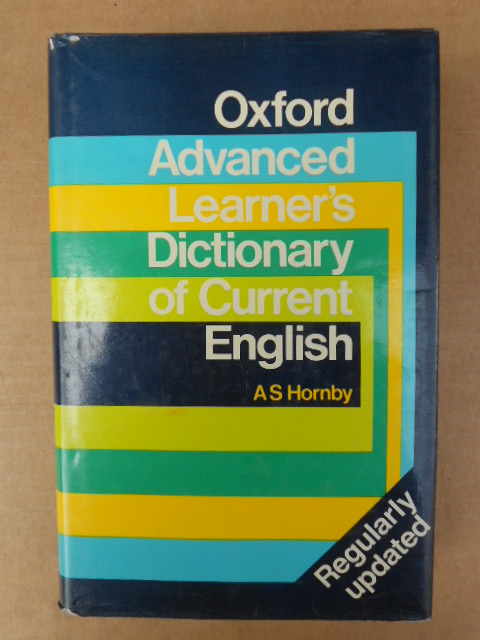 Oxford
Advanced
Learner's
Dictionary
of Current
English
A S Hornby
Regularly
updated